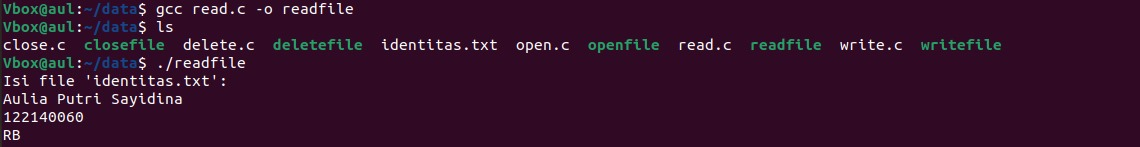 Vbox@aul:~/data$ gcc read.c -o readfile
Vbox@aul:~/data$ ls
close.c  closefile  delete.c  deletefile  identitas.txt  open.c  openfile  read.c  readfile  write.c  writefile
Vbox@aul:~/data$ ./readfile
Isi file 'identitas.txt':
Aulia Putri Sayidina
122140060
RB